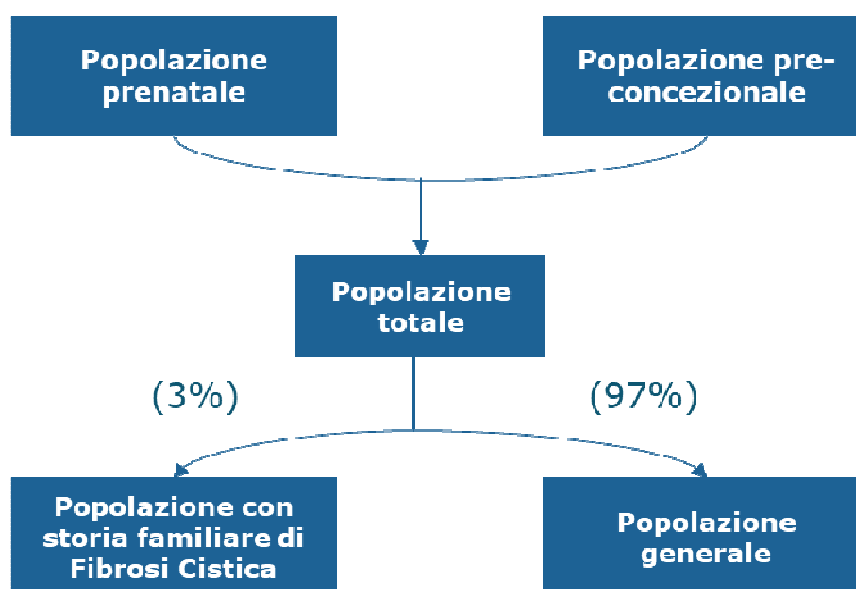 Popolazione
prenatale
Popolazione pre-
concezionale
Popolazione
totale
(3%)
(97%)
Popolazione con
storia familiare di
Fibrosi Cistica
Popolazione
generale